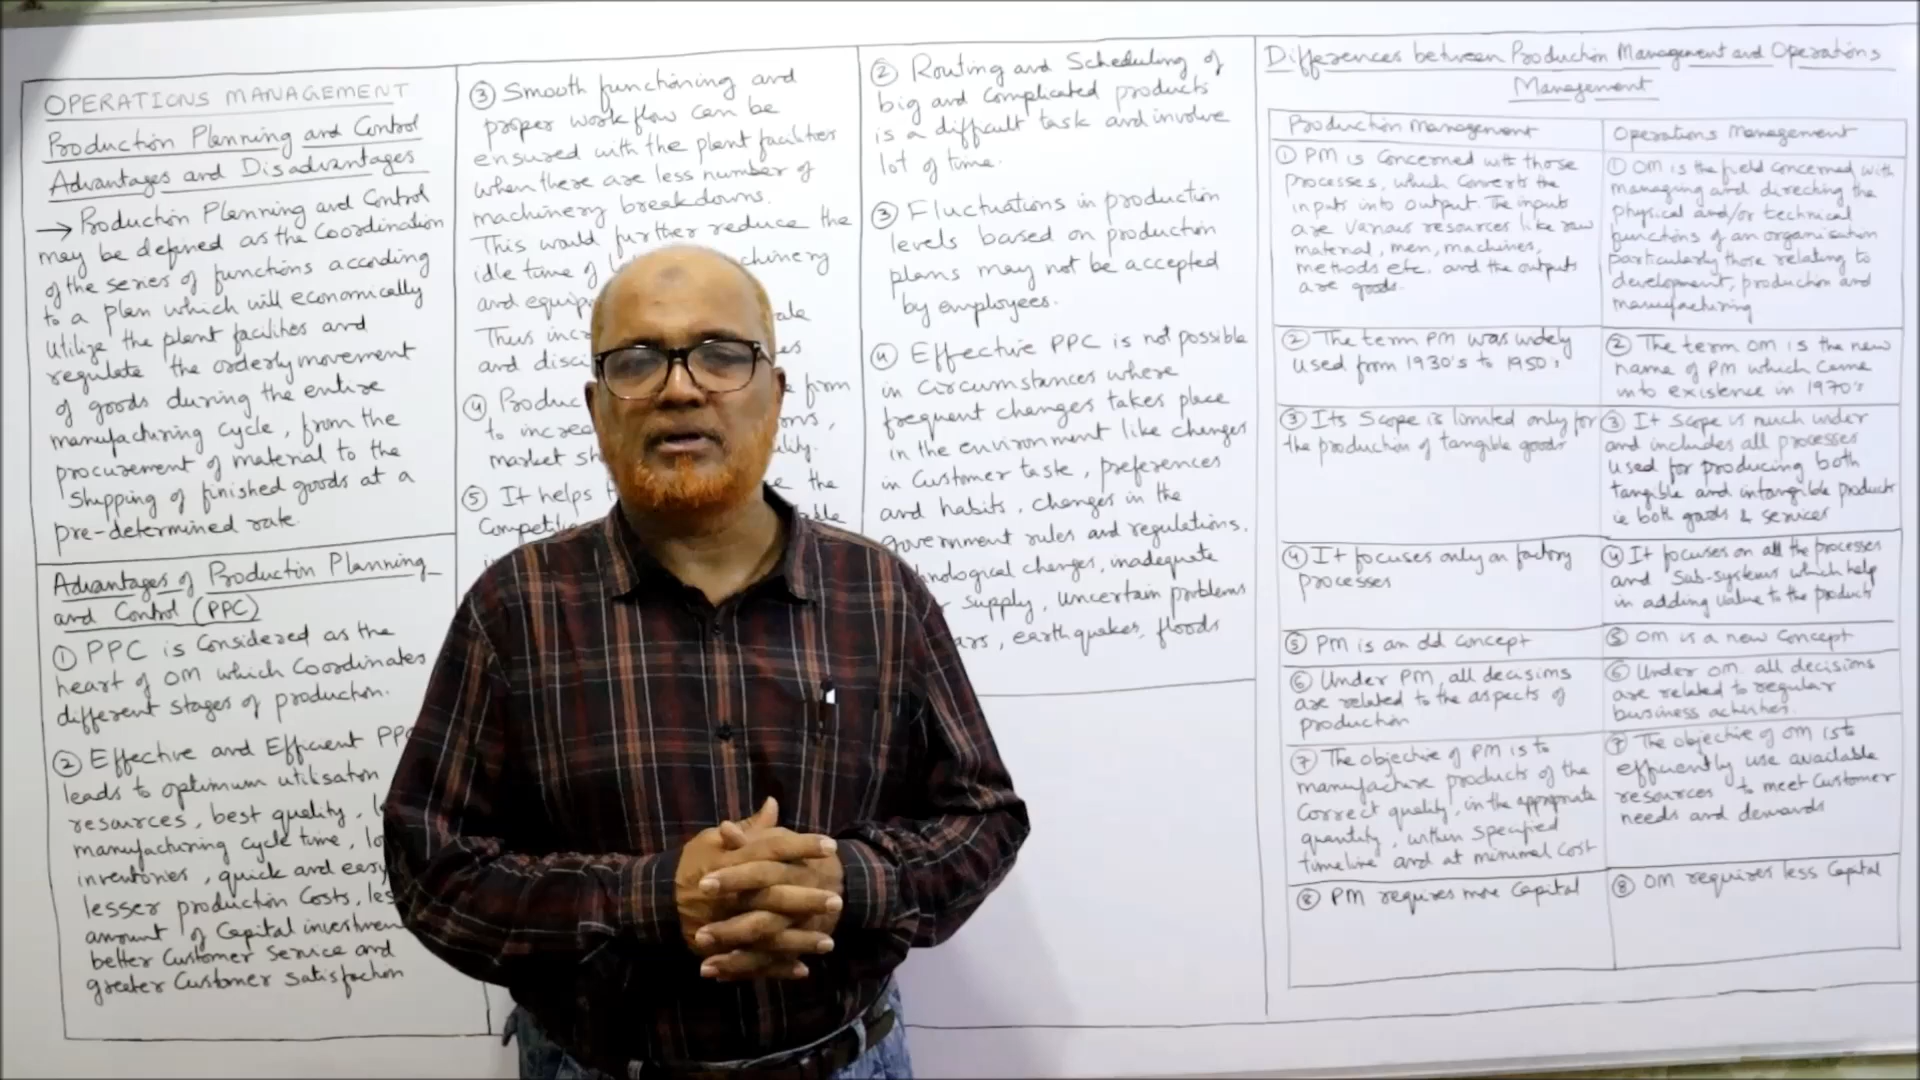 OPERATIONS MANAGEMENT
Production Planning and Control
Advantages and Disadvantages
→ Production Planning and Control
may be defined as the Coordination
of the series of functions according
to a plan which will economically
utilize the plant facilities and
regulate the orderly movement
of goods during the entire
manufacturing cycle, from the
procurement of material to the
shipping of finished goods at a
pre-determined rate.
Advantages of Production Planning
and Control (PPC)
① PPC is Considered as the
heart of OM which Coordinates
different stages of production.
② Effective and Efficient PPC
leads to optimum utilisation
resources, best quality,
manufacturing cycle time,
inventories, quick and easy
lesser production Costs,
amount of Capital
better Customer Service and
greater Customer Satisfaction
③ Smooth functioning and
proper workflow can be
ensured with the plant facilities
when there are less number of
machinery breakdowns.
This would further reduce the
idle time of
and
Thus
and
④
to
market
⑤ It helps the
② Routing and Scheduling of
big and Complicated products
is a difficult task and involve
lot of time.
③ Fluctuations in production
levels based on production
plans may not be accepted
by employees.
④ Effective PPC is not possible
in Circumstances where
frequent changes takes place
in the environment like changes
in Customer taste, preferences
and habits, changes in the
government rules and regulations,
changes, inadequate
supply, uncertain problems
earthquakes, floods
Differences between Production Management and Operations
Management
Production Management
① PM is Concerned with those
processes, which Converts the
inputs into output. The inputs
are various resources like raw
material, men, machines,
methods etc. and the outputs
are goods.
② The term PM was widely
used from 1930's to 1950's
③ Its Scope is limited only for
the production of tangible goods
④ It focuses only on factory
processes
⑤ PM is an old concept
⑥ Under PM, all decisions
are related to the aspects of
production
⑦ The objective of PM is to
manufacture products of the
Correct quality, in the appropriate
quantity, within specified
timeline and at minimal cost
⑧ PM requires more Capital
Operations Management
① OM is the field concerned with
managing and directing the
physical and/or technical
functions of an organisation
particularly those relating to
development, production and
manufacturing
② The term OM is the new
name of PM which came
into existence in 1970's
③ It scope is much
and includes all processes
used for producing both
tangible and intangible products
ie both goods & services
④ It focuses on all the processes
and sub-systems which help
in adding value to the product
⑤ OM is a new concept
⑥ Under OM, all decisions
are related to regular
business activities.
⑦ The objective of OM is to
efficiently use available
resources to meet Customer
needs and demands
⑧ OM requires less Capital